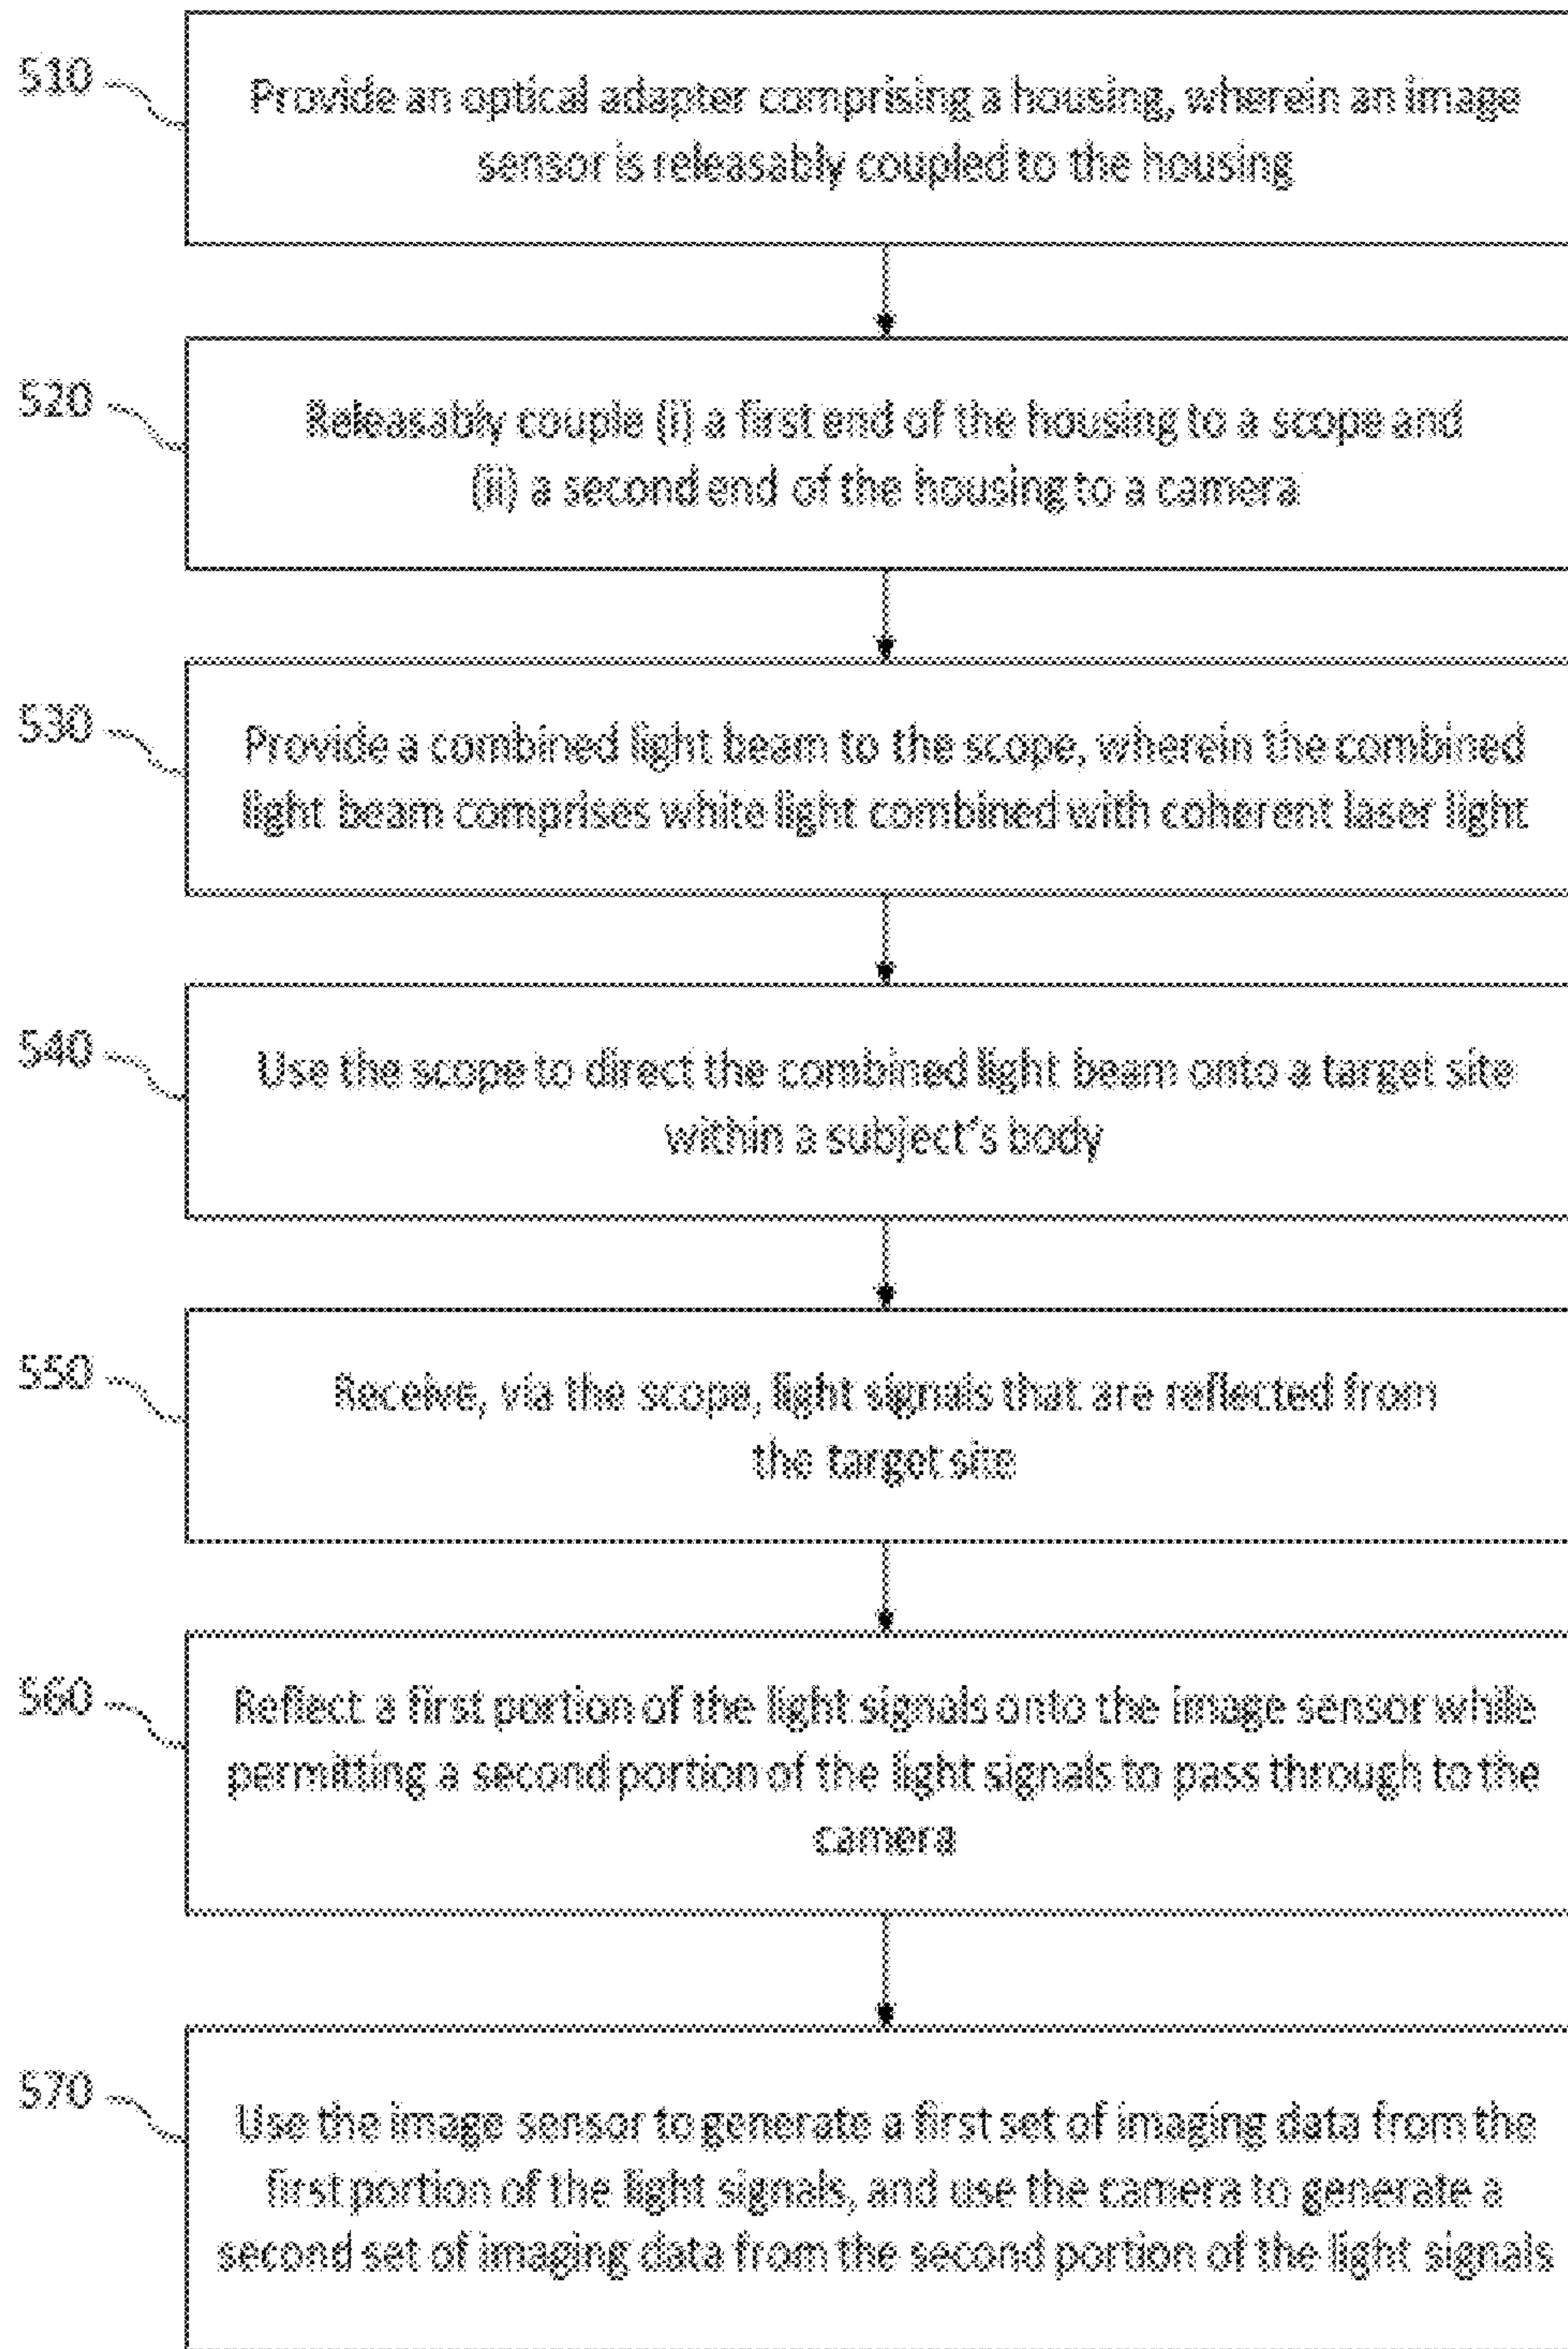 510
Provide an optical adapter comprising a housing, wherein an image
sensor is releasably coupled to the housing
520
Releasably couple (i) a first end of the housing to a scope and
(ii) a second end of the housing to a camera
530
Provide a combined light beam to the scope, wherein the combined
light beam comprises white light combined with coherent laser light
540
Use the scope to direct the combined light beam onto a target site
within a subject's body
550
Receive, via the scope, light signals that are reflected from
the target site
560
Reflect a first portion of the light signals onto the image sensor while
permitting a second portion of the light signals to pass through to the
camera
570
Use the image sensor to generate a first set of imaging data from the
first portion of the light signals, and use the camera to generate a
second set of imaging data from the second portion of the light signals